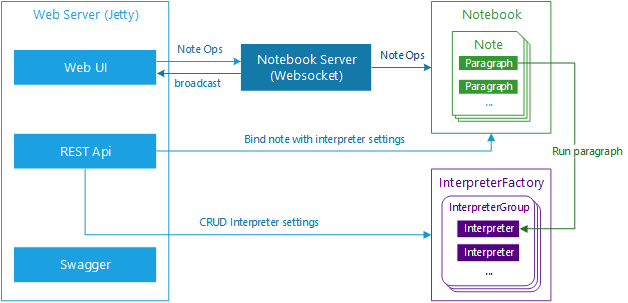 Web Server (Jetty)
Web UI
REST Api
Swagger
Note Ops
broadcast
Notebook Server
(Websocket)
Note Ops
Notebook
Note
Paragraph
Paragraph
...
Bind note with interpreter settings
Run paragraph
CRUD Interpreter settings
InterpreterFactory
InterpreterGroup
Interpreter
Interpreter
...